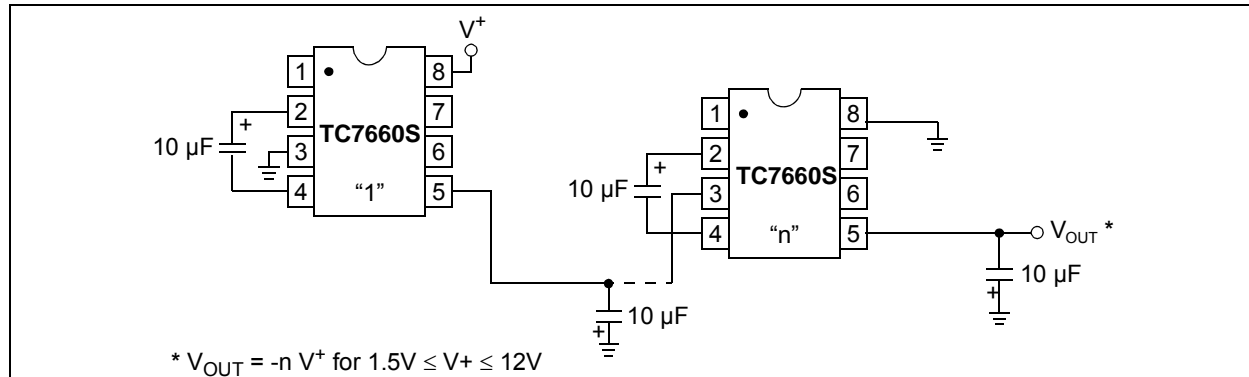 V+
1
8
2
7
TC7660S
3
6
4
5
"1"
+
10 µF
1
8
2
7
TC7660S
3
6
4
5
"n"
+
10 µF
VOUT *
10 µF
+
10 µF
+
* VOUT = -n V+ for 1.5V ≤ V+ ≤ 12V